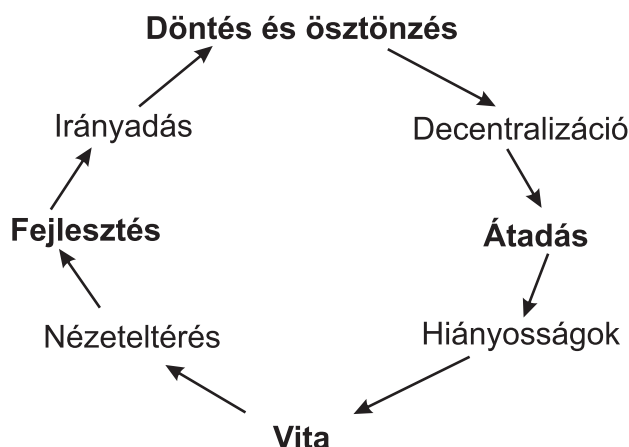 Döntés és ösztönzés
Irányadás
Decentralizáció
Fejlesztés
Átadás
Nézeteltérés
Hiányosságok
Vita